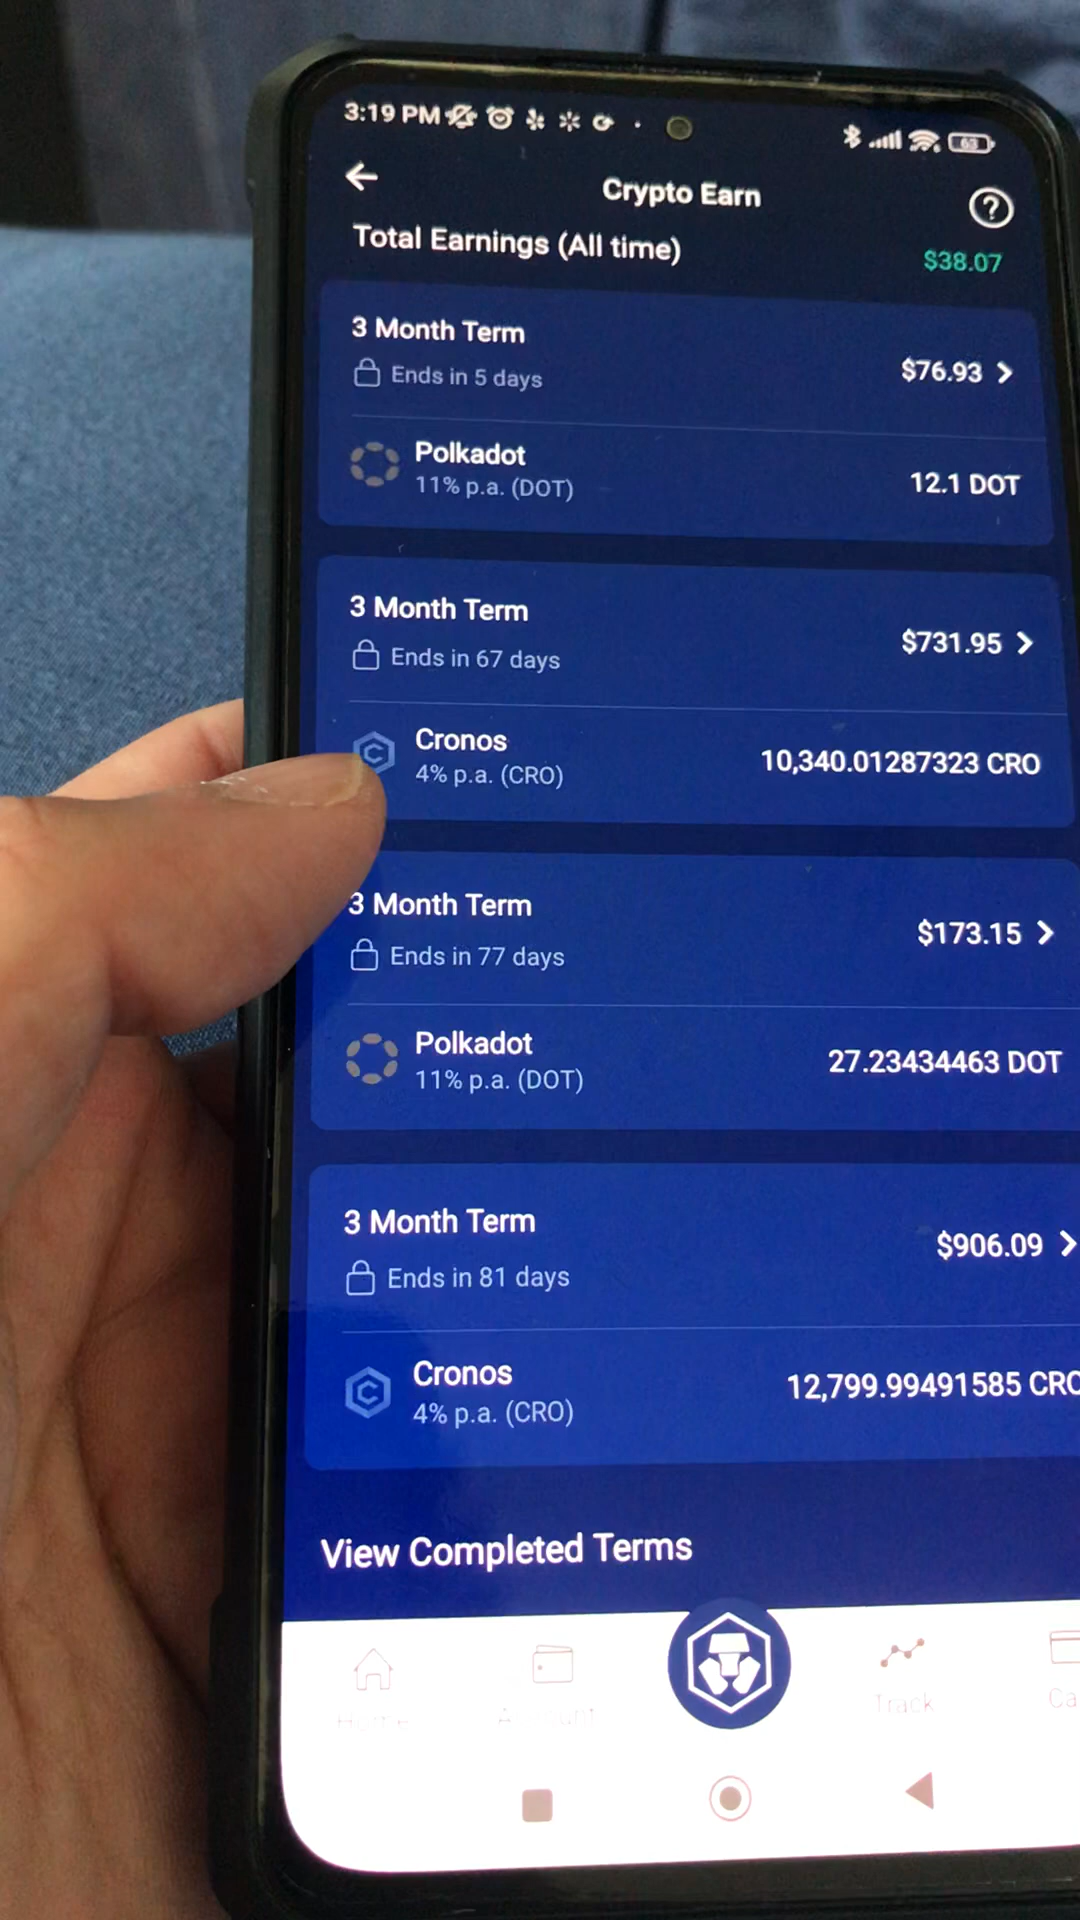 3:19 PM
63
Crypto Earn
?
Total Earnings (All time)
$38.07
3 Month Term
Ends in 5 days
$76.93
Polkadot
11% p.a. (DOT)
12.1 DOT
3 Month Term
Ends in 67 days
$731.95
Cronos
4% p.a. (CRO)
10,340.01287323 CRO
3 Month Term
Ends in 77 days
$173.15
Polkadot
11% p.a. (DOT)
27.23434463 DOT
3 Month Term
Ends in 81 days
$906.09
Cronos
4% p.a. (CRO)
12,799.99491585 CRO
View Completed Terms
Home
Account
Track
Ca